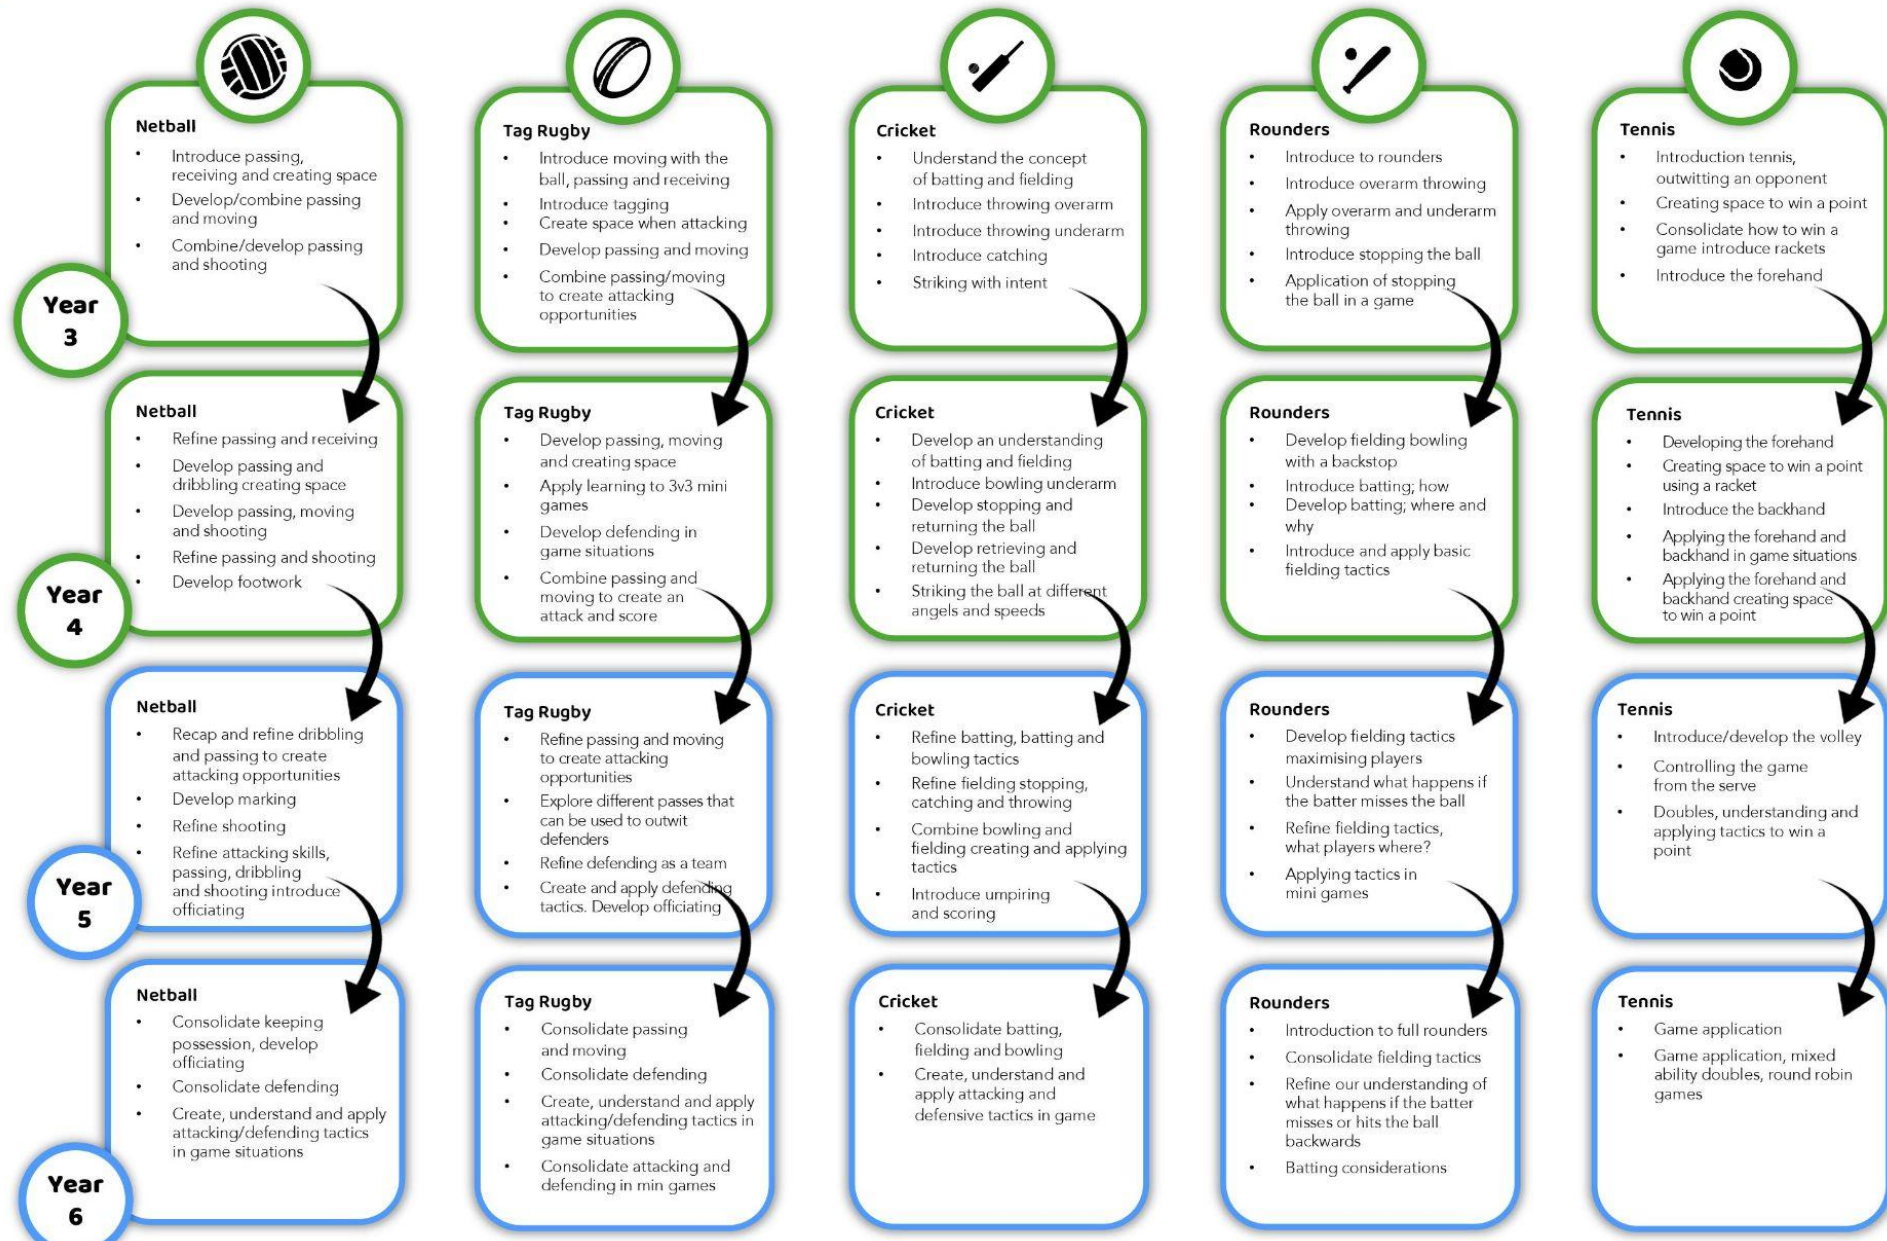 Year
3
Netball
• Introduce passing,
receiving and creating space
• Develop/combine passing
and moving
• Combine/develop passing
and shooting
Tag Rugby
• Introduce moving with the
ball, passing and receiving
• Introduce tagging
• Create space when attacking
• Develop passing and moving
• Combine passing/moving
to create attacking
opportunities
Cricket
• Understand the concept
of batting and fielding
• Introduce throwing overarm
• Introduce throwing underarm
• Introduce catching
• Striking with intent
Rounders
• Introduce to rounders
• Introduce overarm throwing
• Apply overarm and underarm
throwing
• Introduce stopping the ball
• Application of stopping
the ball in a game
Tennis
• Introduction tennis,
outwitting an opponent
• Creating space to win a point
• Consolidate how to win a
game introduce rackets
• Introduce the forehand
Year
4
Netball
• Refine passing and receiving
• Develop passing and
dribbling creating space
• Develop passing, moving
and shooting
• Refine passing and shooting
• Develop footwork
Tag Rugby
• Develop passing, moving
and creating space
• Apply learning to 3v3 mini
games
• Develop defending in
game situations
• Combine passing and
moving to create an
attack and score
Cricket
• Develop an understanding
of batting and fielding
• Introduce bowling underarm
• Develop stopping and
returning the ball
• Develop retrieving and
returning the ball
• Striking the ball at different
angels and speeds
Rounders
• Develop fielding bowling
with a backstop
• Introduce batting; how
• Develop batting; where and
why
• Introduce and apply basic
fielding tactics
Tennis
• Developing the forehand
• Creating space to win a point
using a racket
• Introduce the backhand
• Applying the forehand and
backhand in game situations
• Applying the forehand and
backhand creating space
to win a point
Year
5
Netball
• Recap and refine dribbling
and passing to create
attacking opportunities
• Develop marking
• Refine shooting
• Refine attacking skills,
passing, dribbling
and shooting introduce
officiating
Tag Rugby
• Refine passing and moving
to create attacking
opportunities
• Explore different passes that
can be used to outwit
defenders
• Refine defending as a team
• Create and apply defending
tactics. Develop officiating
Cricket
• Refine batting, batting and
bowling tactics
• Refine fielding stopping,
catching and throwing
• Combine bowling and
fielding creating and applying
tactics
• Introduce umpiring
and scoring
Rounders
• Develop fielding tactics
maximising players
• Understand what happens if
the batter misses the ball
• Refine fielding tactics,
what players where?
• Applying tactics in
mini games
Tennis
• Introduce/develop the volley
• Controlling the game
from the serve
• Doubles, understanding and
applying tactics to win a
point
Year
6
Netball
• Consolidate keeping
possession, develop
officiating
• Consolidate defending
• Create, understand and apply
attacking/defending tactics
in game situations
Tag Rugby
• Consolidate passing
and moving
• Consolidate defending
• Create, understand and apply
attacking/defending tactics in
game situations
• Consolidate attacking and
defending in min games
Cricket
• Consolidate batting,
fielding and bowling
• Create, understand and
apply attacking and
defensive tactics in game
Rounders
• Introduction to full rounders
• Consolidate fielding tactics
• Refine our understanding of
what happens if the batter
misses or hits the ball
backwards
• Batting considerations
Tennis
• Game application
• Game application, mixed
ability doubles, round robin
games